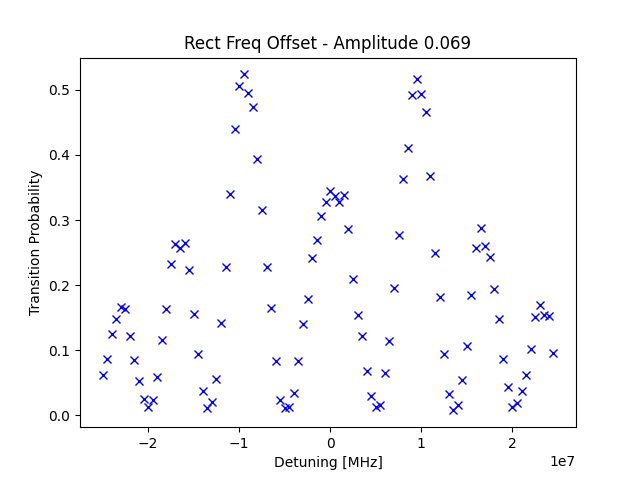 Rect Freq Offset - Amplitude 0.069
Transition Probability
0.5
0.4
0.3
0.2
0.1
0.0
−2
−1
0
1
2
1e7
Detuning [MHz]